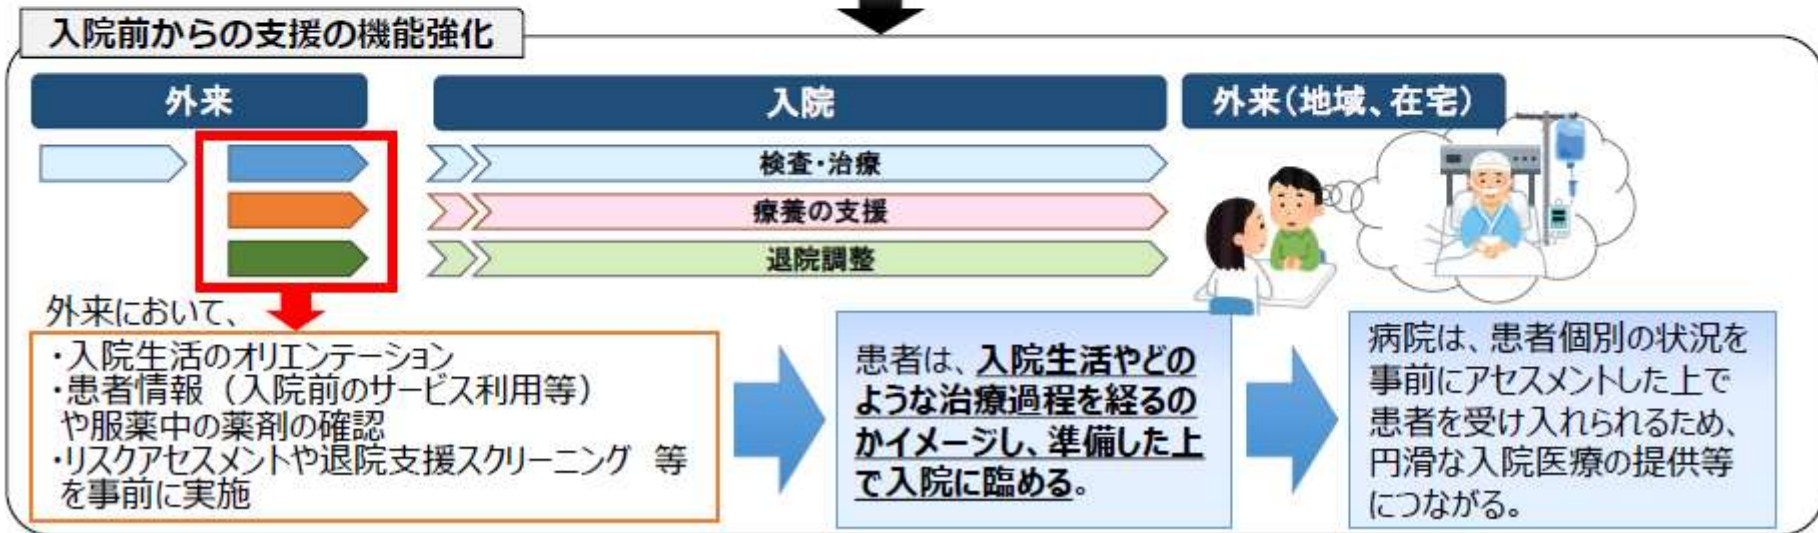 入院前からの支援の機能強化
外来
入院
外来(地域、在宅)
検査・治療
療養の支援
退院調整
外来において、
・入院生活のオリエンテーション
・患者情報（入院前のサービス利用等）
や服薬中の薬剤の確認
・リスクアセスメントや退院支援スクリーニング　等
を事前に実施
患者は、入院生活やどの
ような治療過程を経るの
かイメージし、準備した上
で入院に臨める。
病院は、患者個別の状況を
事前にアセスメントした上で
患者を受け入れられるため、
円滑な入院医療の提供等
につながる。